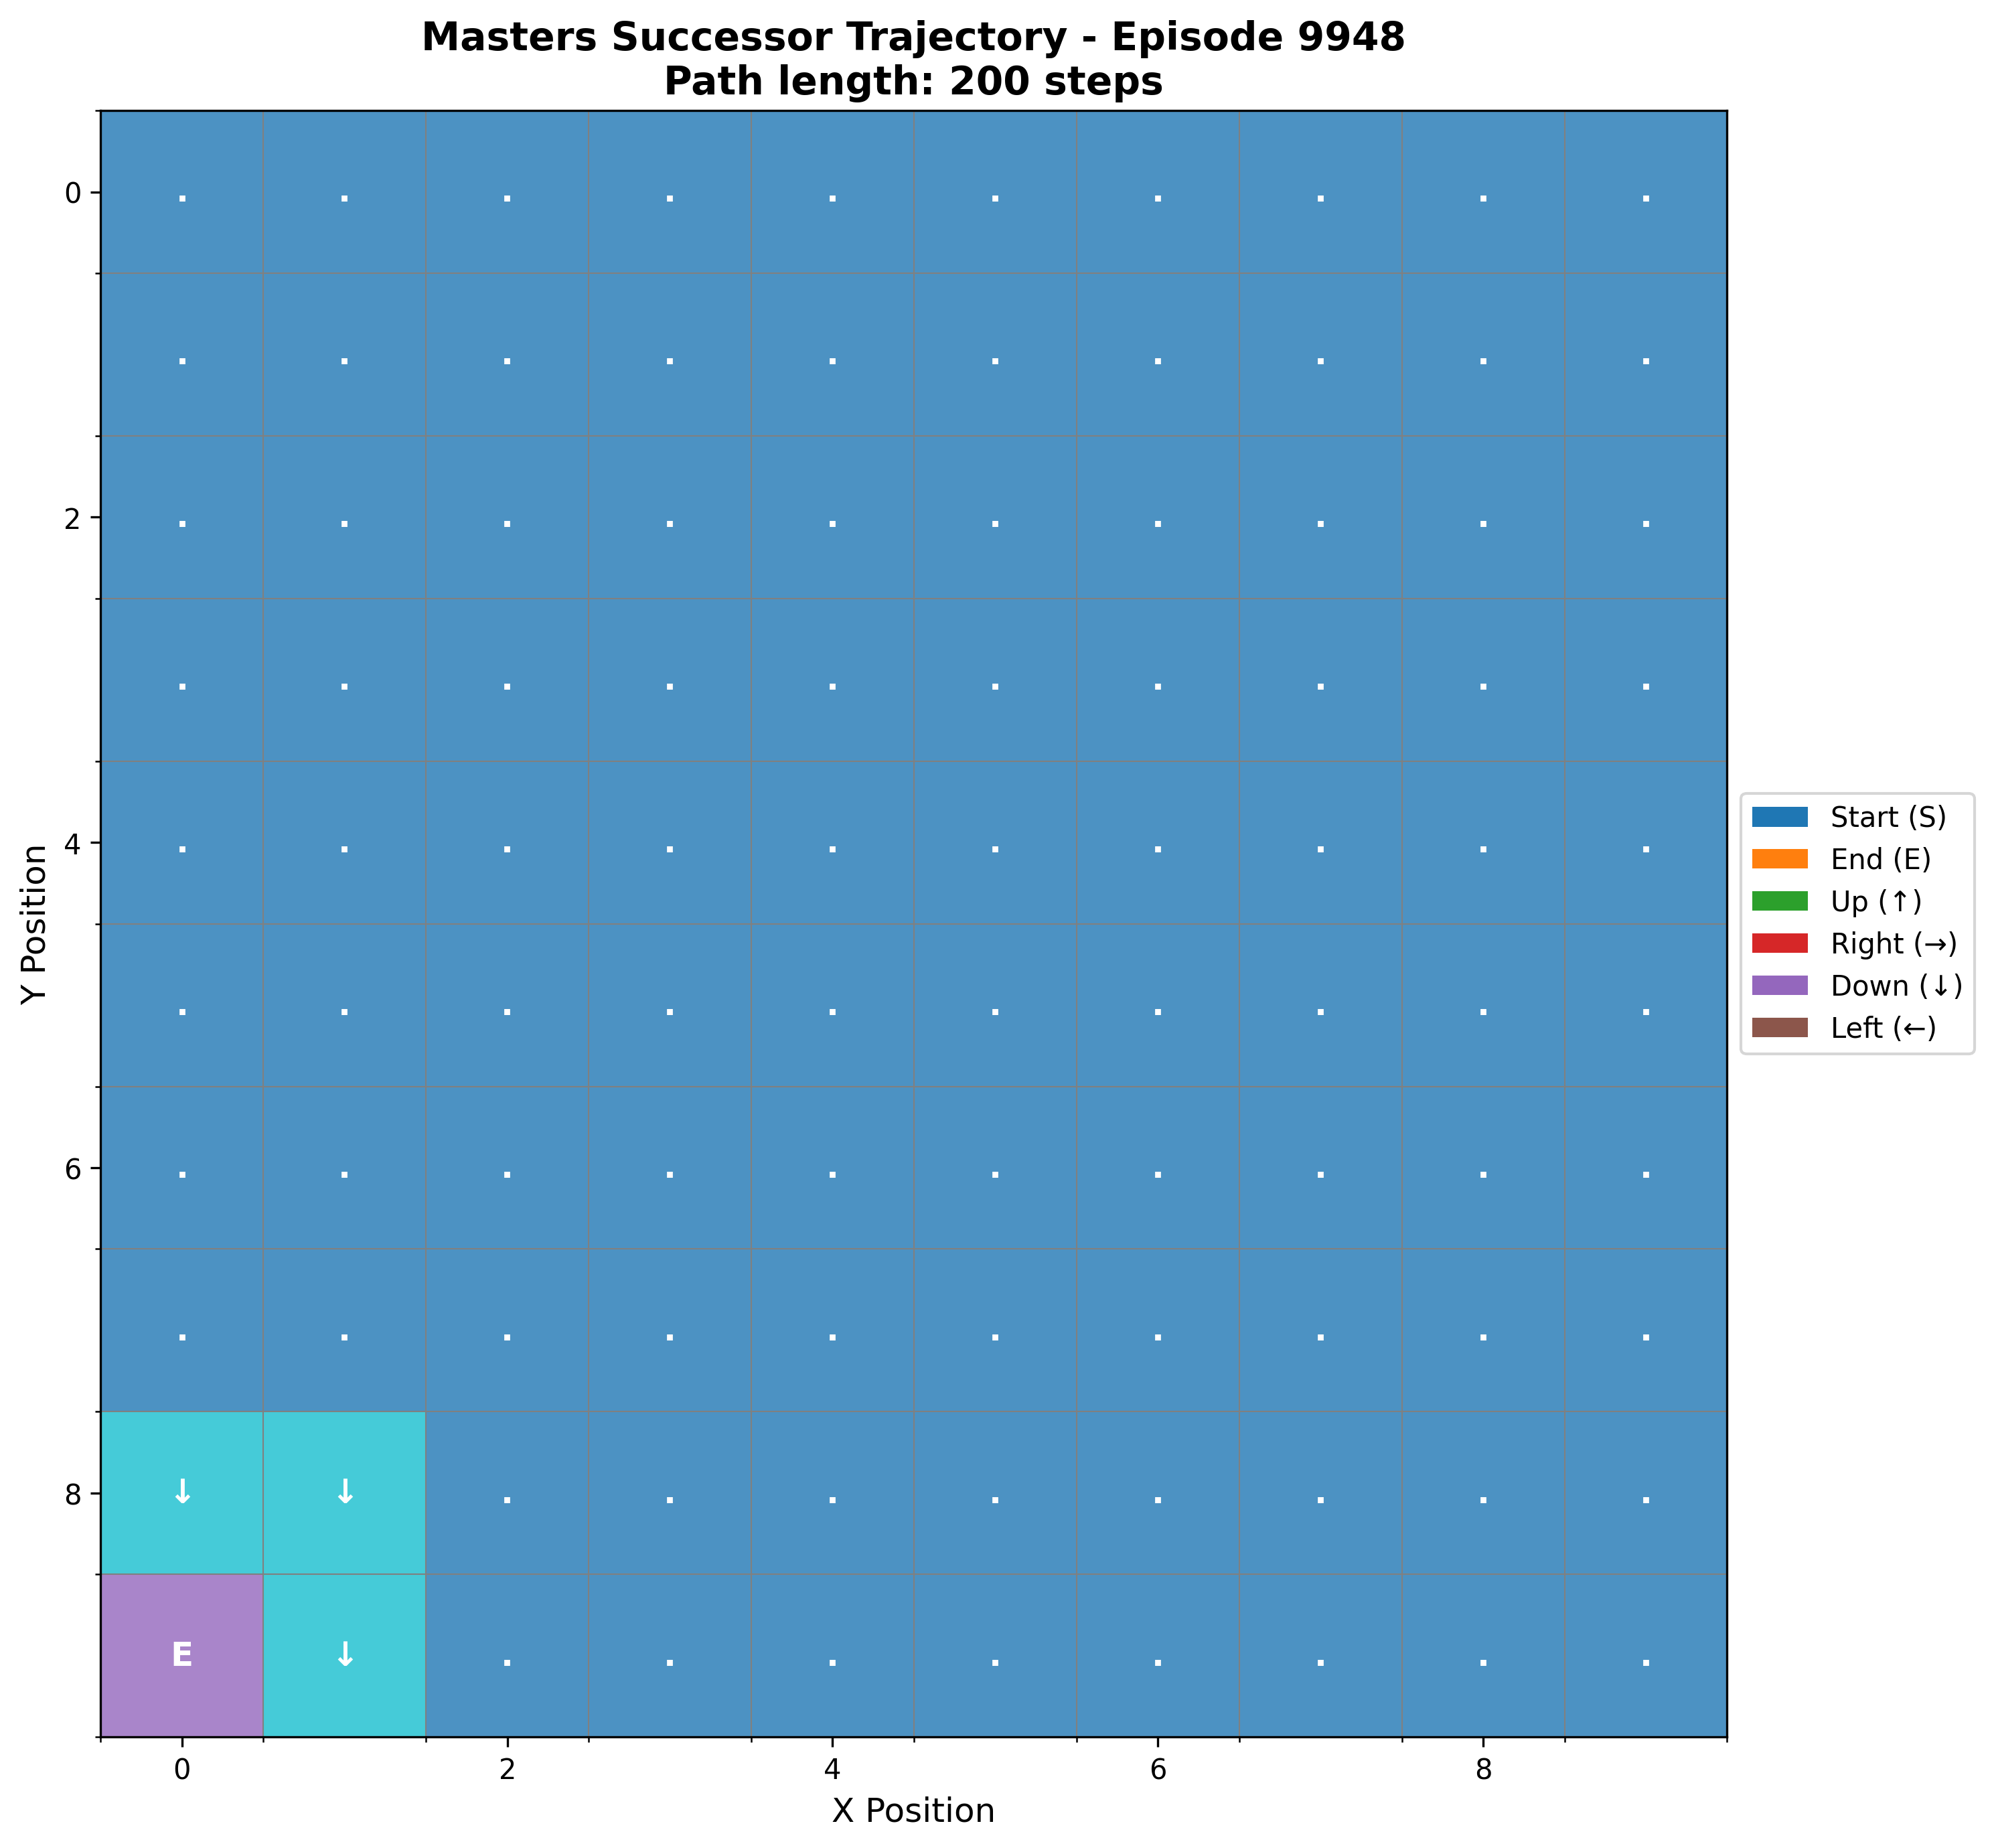 Masters Successor Trajectory - Episode 9948
Path length: 200 steps
0
2
4
6
8
Y Position
↓ ↓
E ↓
0 2 4 6 8
X Position
Start (S)
End (E)
Up (↑)
Right (→)
Down (↓)
Left (←)